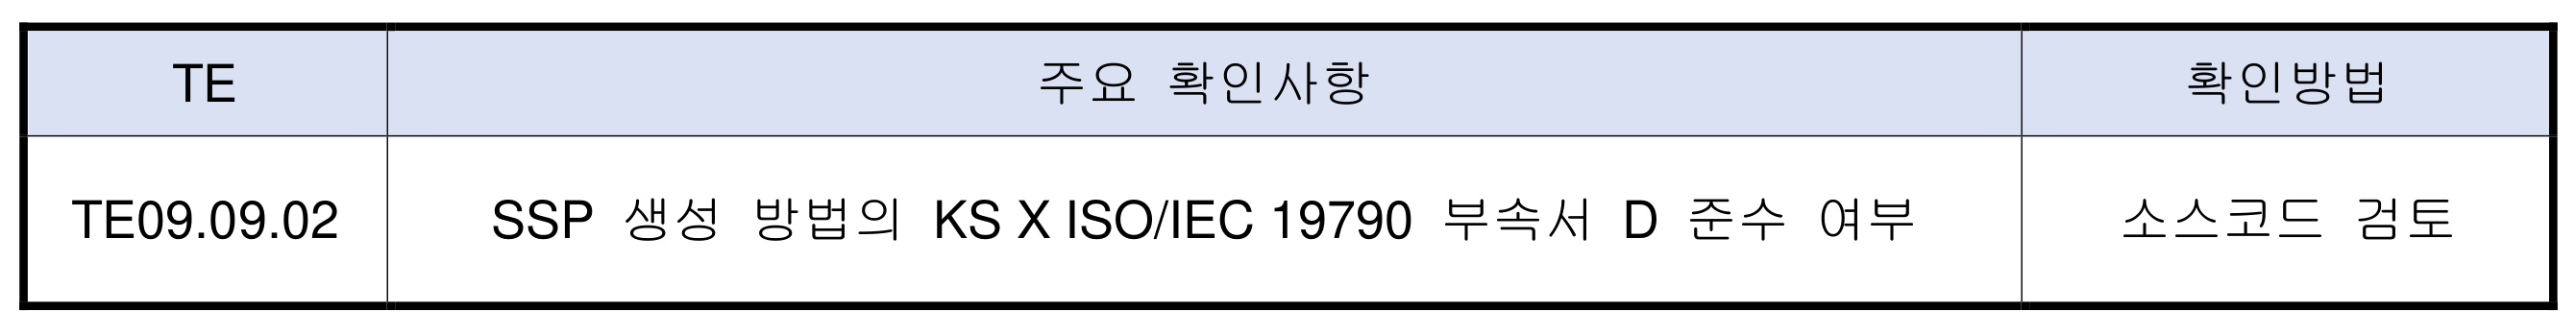 TE 주요 확인사항 확인방법
TE09.09.02 SSP 생성 방법의 KS X ISO/IEC 19790 부속서 D 준수 여부 소스코드 검토